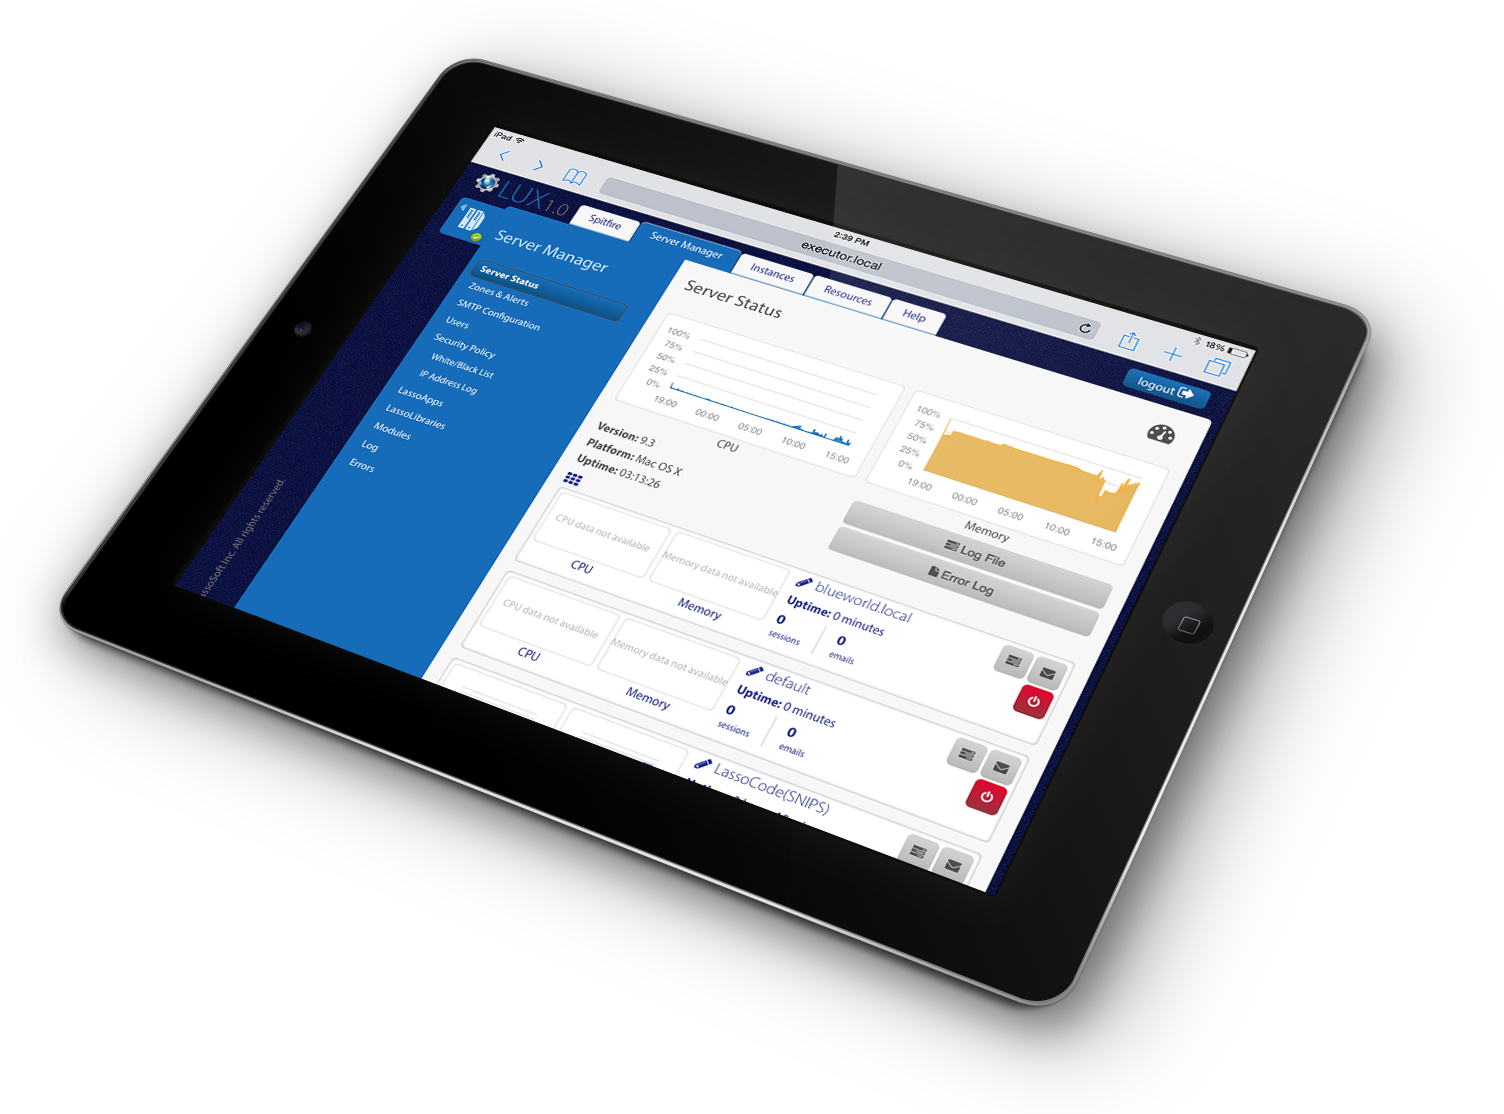 iPad
2:39 PM
18%
executor.local
LUX1.0
Spitfire
Server Manager
Instances
Resources
Help
logout
Server Manager
Server Status
Zones & Alerts
SMTP Configuration
Users
Security Policy
White/Black List
IP Address Log
LassoApps
LassoLibraries
Modules
Log
Errors
ssoSoft Inc. All rights reserved.
Server Status
100%
75%
50%
25%
0%
19:00 00:00 05:00 10:00 15:00
CPU
100%
75%
50%
25%
0%
19:00 00:00 05:00 10:00 15:00
Memory
Version: 9.3
Platform: Mac OS X
Uptime: 03:13:26
Log File
Error Log
CPU data not available
CPU
Memory data not available
Memory
blueworld.local
Uptime: 0 minutes
0 sessions
0 emails
CPU data not available
CPU
Memory data not available
Memory
default
Uptime: 0 minutes
0 sessions
0 emails
LassoCode(SNIPS)